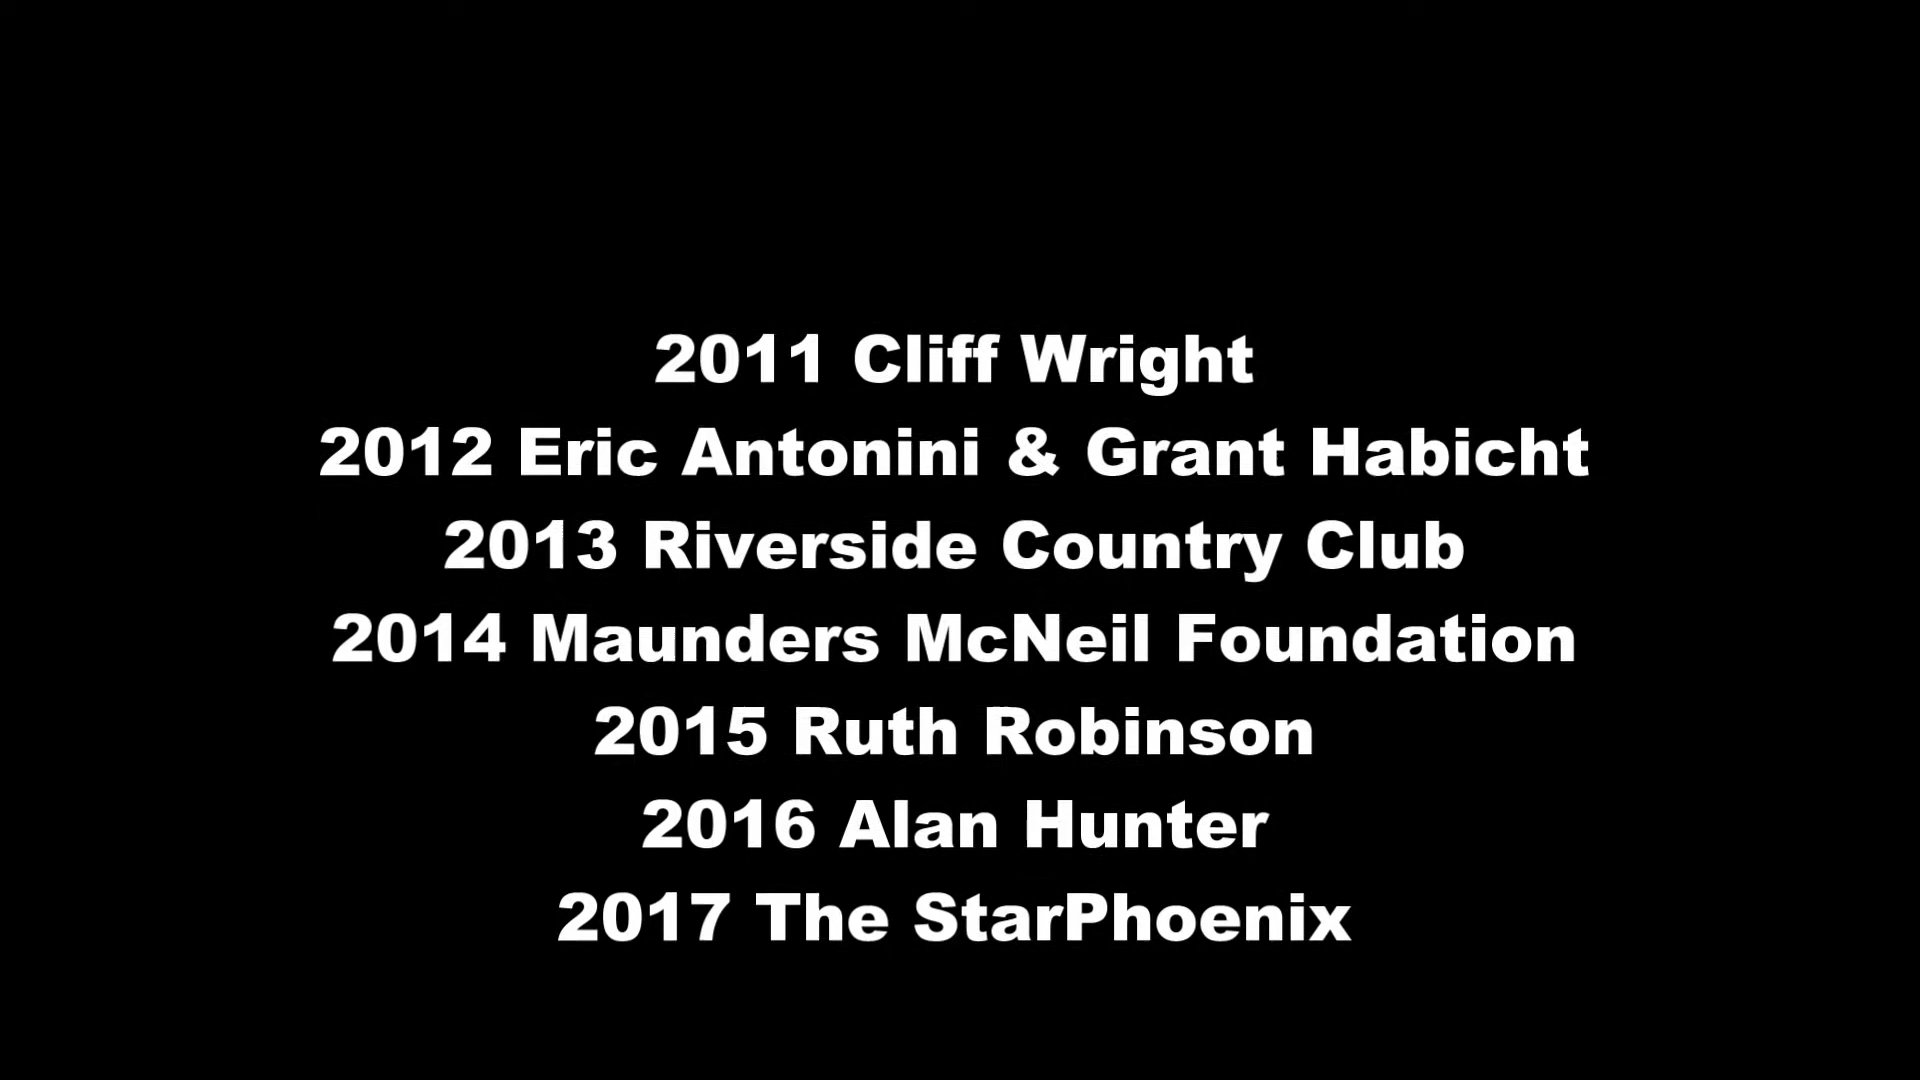 2011 Cliff Wright
2012 Eric Antonini & Grant Habicht
2013 Riverside Country Club
2014 Maunders McNeil Foundation
2015 Ruth Robinson
2016 Alan Hunter
2017 The StarPhoenix